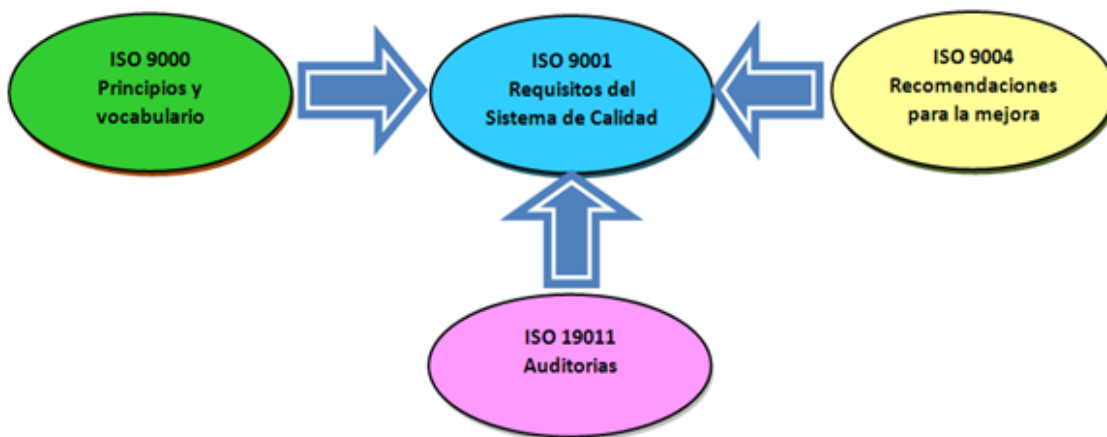 ISO 9000
Principios y
vocabulario
ISO 9001
Requisitos del
Sistema de Calidad
ISO 9004
Recomendaciones
para la mejora
ISO 19011
Auditorias